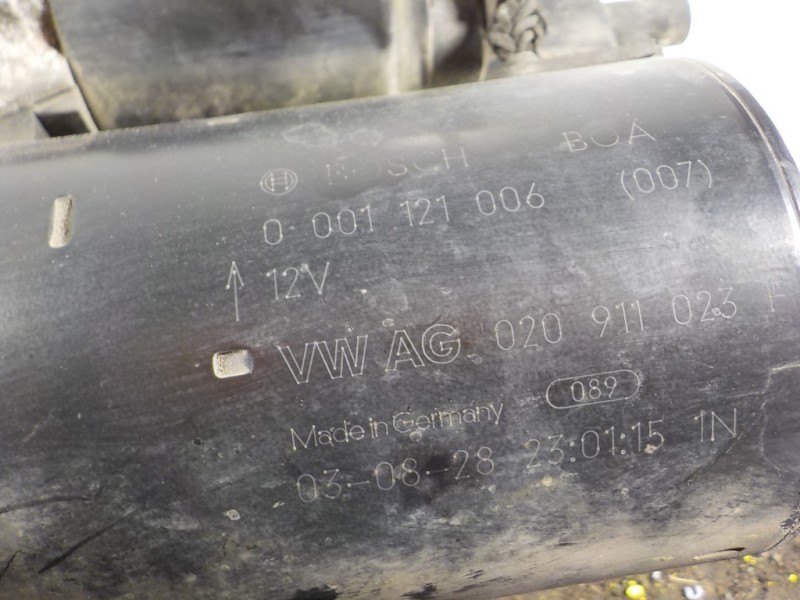 BOSCH
0 001 121 006 (007)
12V
VW AG 020 911 023 F
089
Made in Germany
03-08-28 23:01:15 1N